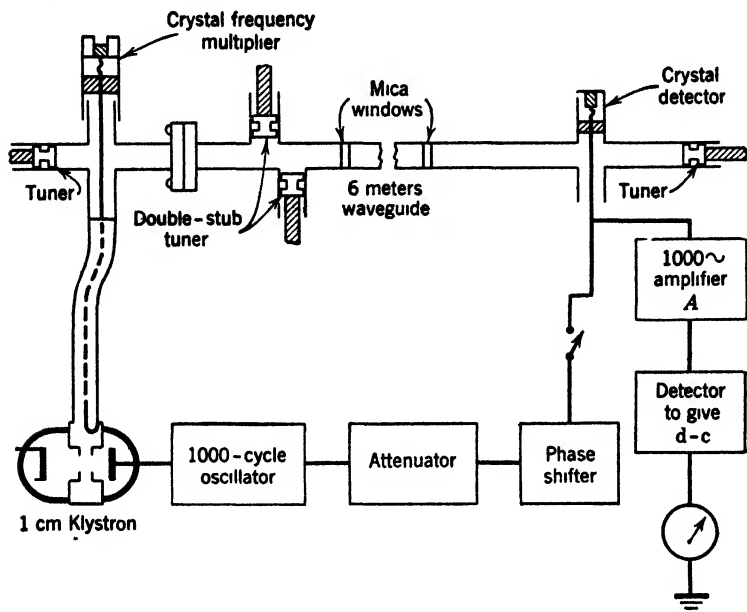 Crystal frequency
multiplier
Mica
windows
Crystal
detector
Tuner
Double-stub
tuner
6 meters
waveguide
Tuner
1000~
amplifier
A
Detector
to give
d-c
1000-cycle
oscillator
Attenuator
Phase
shifter
1 cm Klystron